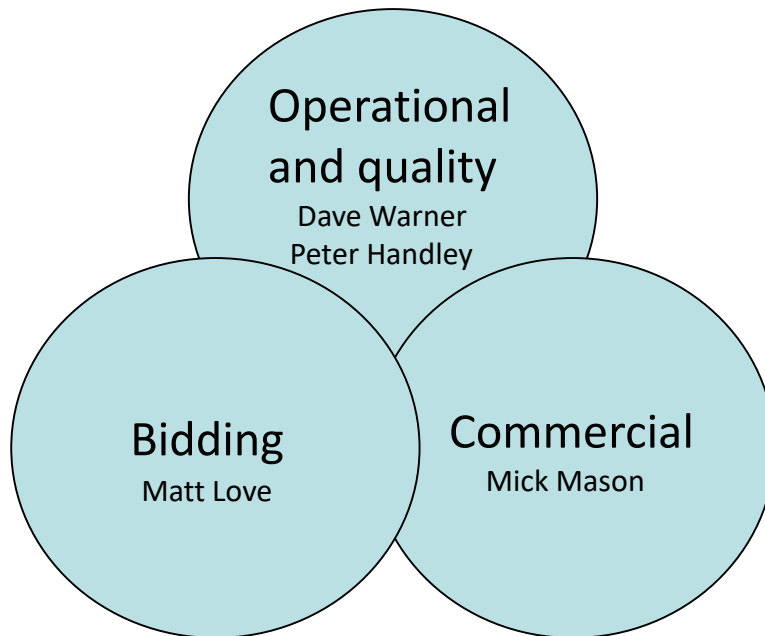 Operational
and quality
Dave Warner
Peter Handley
Bidding
Matt Love
Commercial
Mick Mason